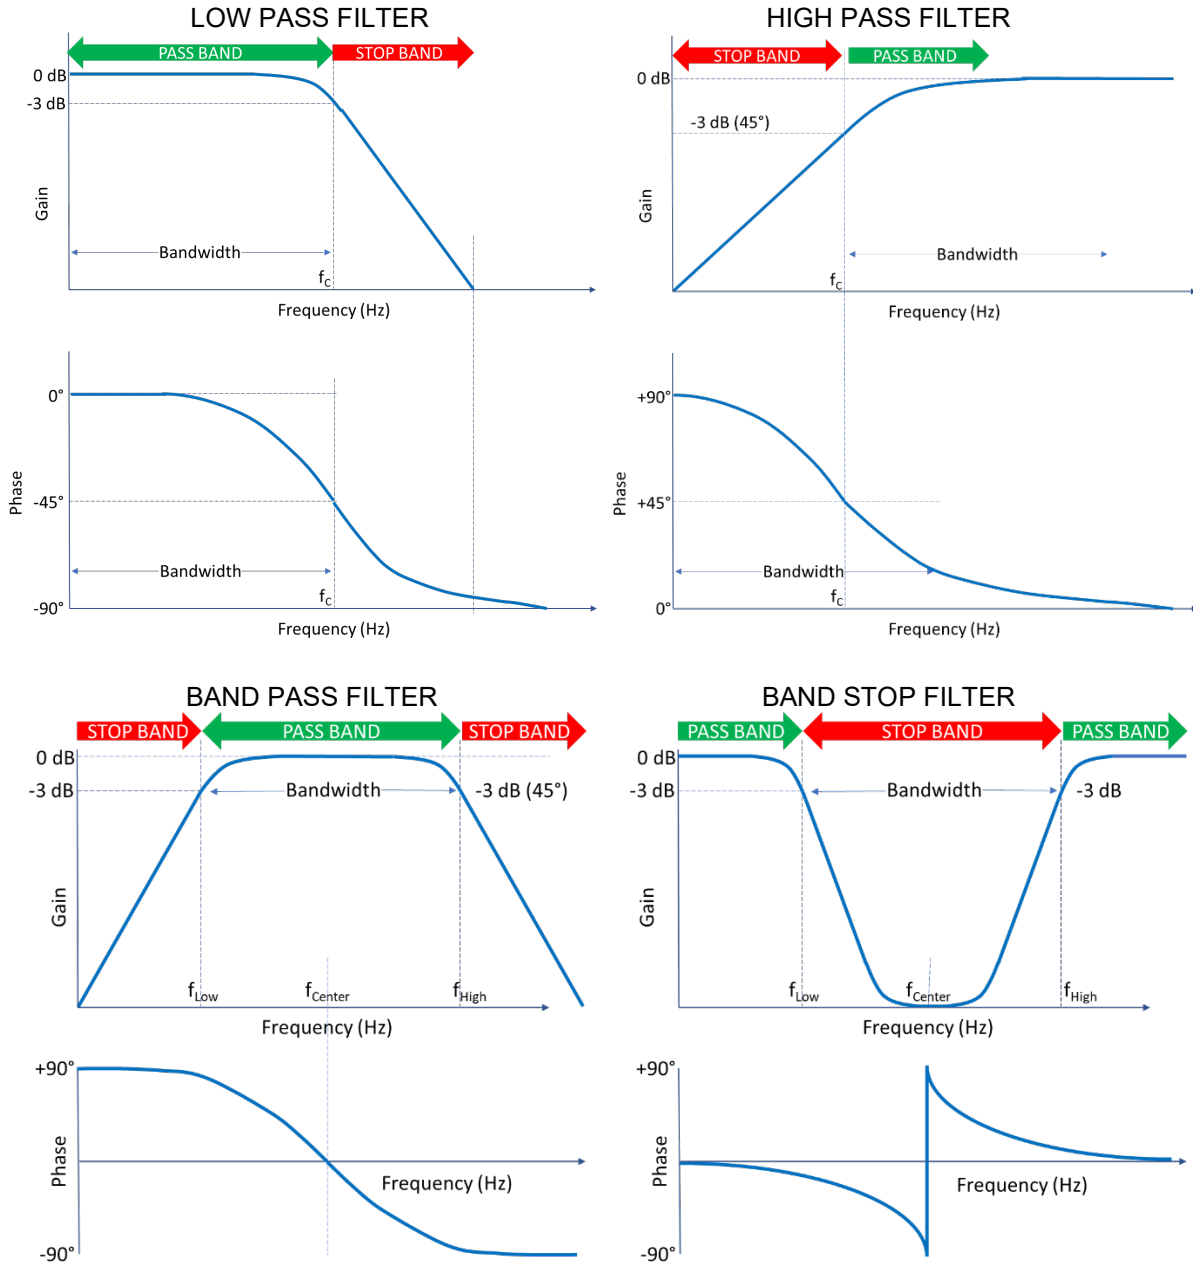 LOW PASS FILTER
PASS BAND
STOP BAND
0 dB
-3 dB
Gain
Bandwidth
fC
Frequency (Hz)
0°
-45°
Phase
Bandwidth
fC
-90°
Frequency (Hz)
HIGH PASS FILTER
STOP BAND
PASS BAND
0 dB
-3 dB (45°)
Gain
Bandwidth
fC
Frequency (Hz)
+90°
+45°
Phase
Bandwidth
fC
0°
Frequency (Hz)
BAND PASS FILTER
STOP BAND
PASS BAND
STOP BAND
0 dB
-3 dB
Bandwidth
-3 dB (45°)
Gain
fLow
fCenter
fHigh
Frequency (Hz)
+90°
Phase
Frequency (Hz)
-90°
BAND STOP FILTER
PASS BAND
STOP BAND
PASS BAND
0 dB
-3 dB
Bandwidth
-3 dB
Gain
fLow
fCenter
fHigh
Frequency (Hz)
+90°
Phase
Frequency (Hz)
-90°